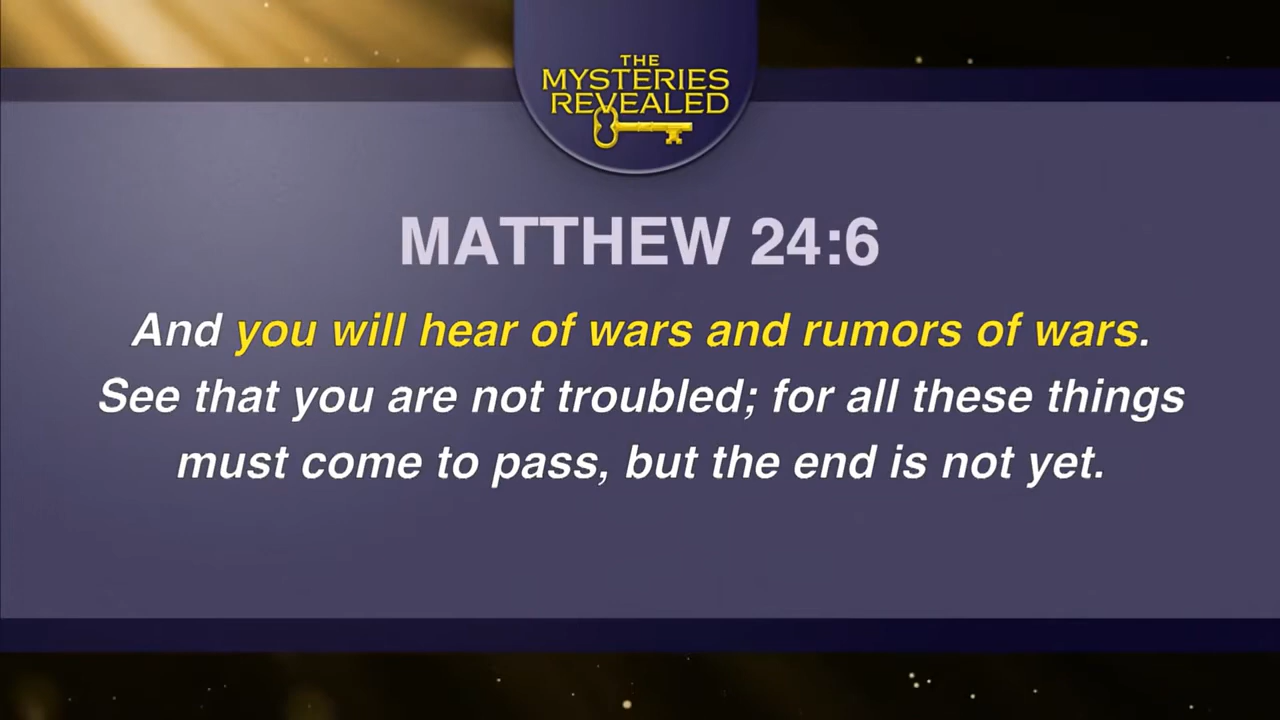 THE
MYSTERIES
REVEALED
MATTHEW 24:6
And you will hear of wars and rumors of wars.
See that you are not troubled; for all these things
must come to pass, but the end is not yet.